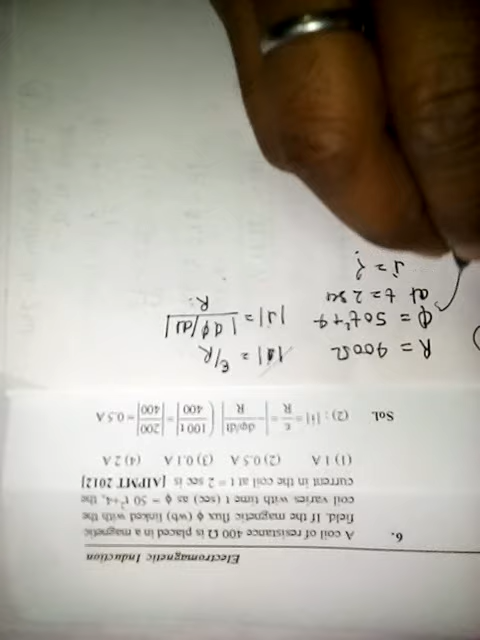 Electromagnetic Induction
6. A coil of resistance 400 Ω is placed in a magnetic
field. If the magnetic flux ϕ (wb) linked with the
coil varies with time t (sec) as ϕ = 50 t²+4, the
current in the coil at t = 2 sec is [AIPMT 2012]
(1) 1 A (2) 0.5 A (3) 0.1 A (4) 2 A
Sol. (2) : |i| = ε/R = |-dφ/dt / R| |100 t / 400| = |200 / 400| = 0.5 A
R = 400Ω |i| = ε/R
ϕ = 50t²+4 |i| = |dϕ/dt| / R
at t = 2 sec
i = ?